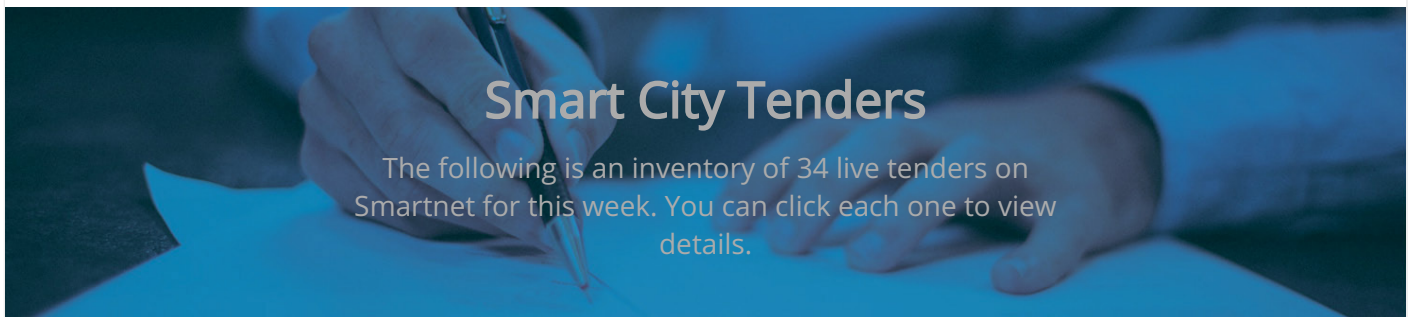 Smart City Tenders
The following is an inventory of 34 live tenders on
Smartnet for this week. You can click each one to view
details.